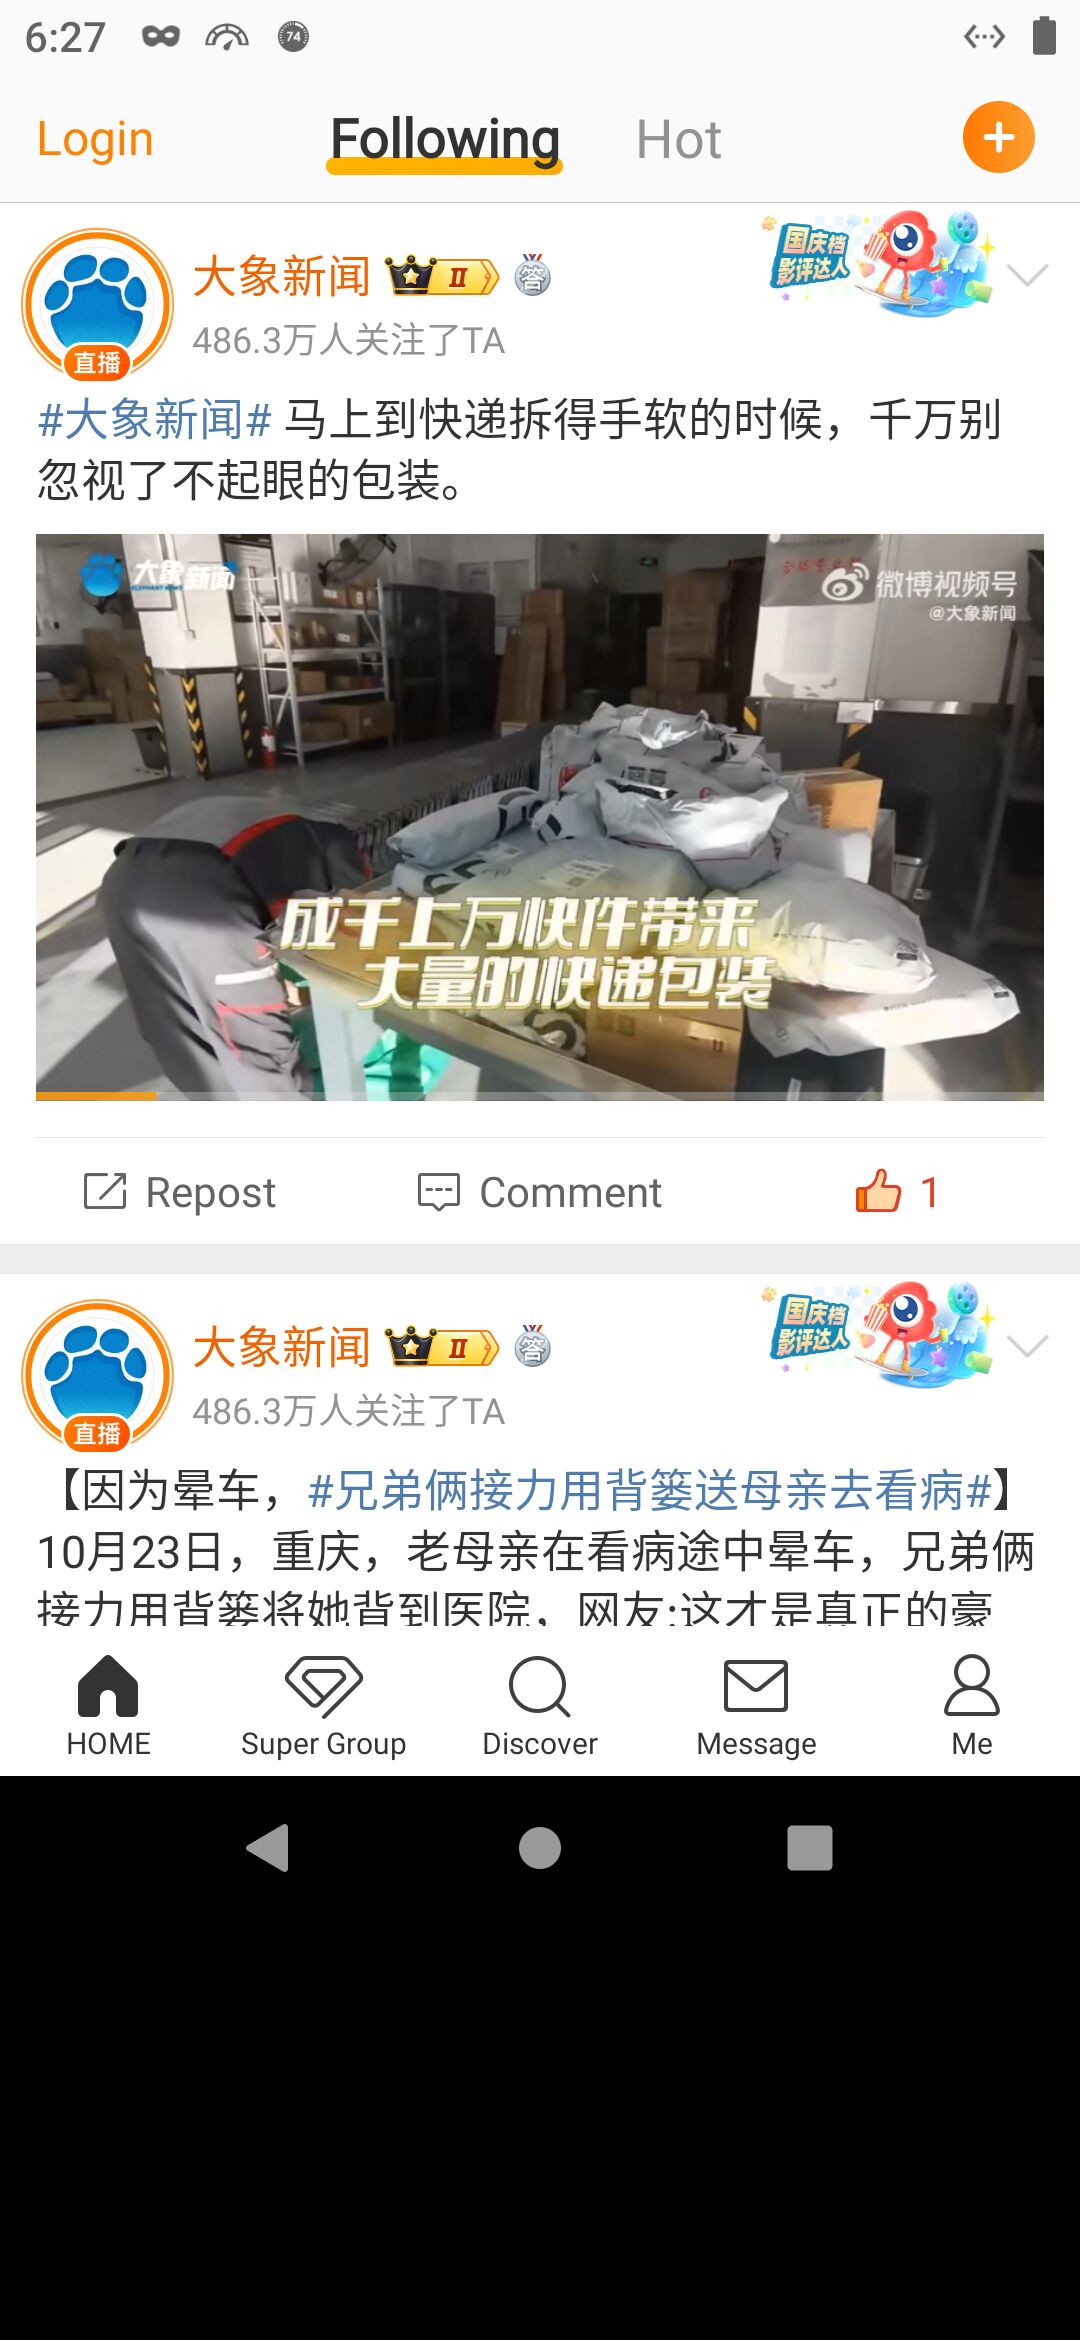 6:27
74
Login
Following
Hot
大象新闻
II
答
国庆档
影评达人
486.3万人关注了TA
直播
#大象新闻# 马上到快递拆得手软的时候，千万别
忽视了不起眼的包装。
大象新闻
ELEPHANT NEWS
微博视频号
@大象新闻
成千上万快件带来
大量的快递包装
Repost
Comment
1
大象新闻
II
答
国庆档
影评达人
486.3万人关注了TA
直播
【因为晕车，#兄弟俩接力用背篓送母亲去看病#】
10月23日，重庆，老母亲在看病途中晕车，兄弟俩
接力用背篓将她背到医院，网友:这才是真正的豪
HOME
Super Group
Discover
Message
Me